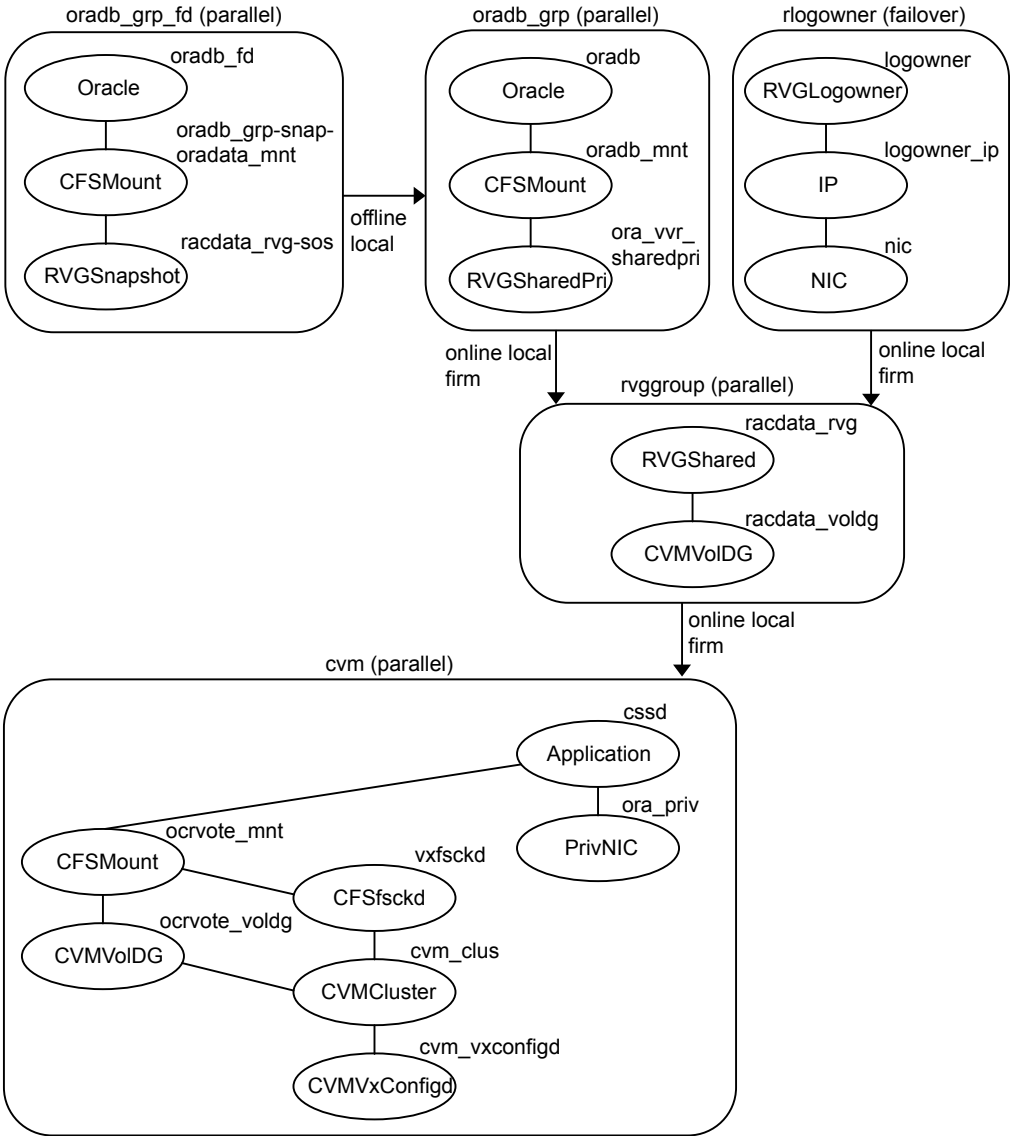 oradb_grp_fd (parallel)
oradb_fd
Oracle
oradb_grp-snap-
oradata_mnt
CFSMount
racdata_rvg-sos
RVGSnapshot
offline
local
oradb_grp (parallel)
oradb
Oracle
oradb_mnt
CFSMount
ora_vvr_
sharedpri
RVGSharedPri
rlogowner (failover)
logowner
RVGLogowner
logowner_ip
IP
nic
NIC
online local
firm
online local
firm
rvggroup (parallel)
racdata_rvg
RVGShared
racdata_voldg
CVMVolDG
online local
firm
cvm (parallel)
cssd
Application
ora_priv
PrivNIC
ocrvote_mnt
CFSMount
vxfsckd
CFSfsckd
ocrvote_voldg
CVMVolDG
cvm_clus
CVMCluster
cvm_vxconfigd
CVMVxConfigd